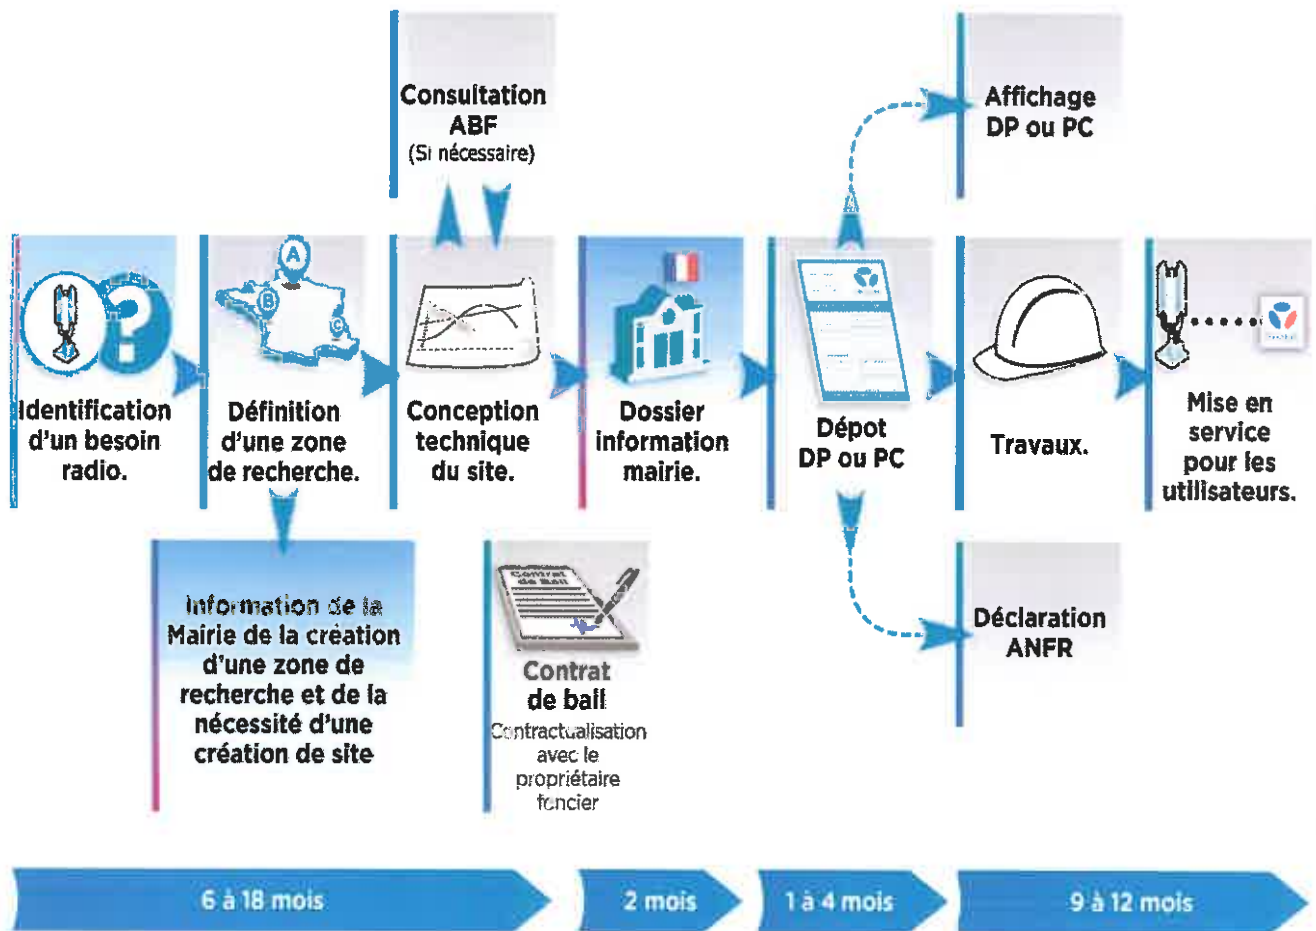 Consultation
ABF
(Si nécessaire)
Affichage
DP ou PC
A
B
C
?
Identification
d'un besoin
radio.
Définition
d'une zone
de recherche.
Conception
technique
du site.
Dossier
information
mairie.
Dépot
DP ou PC
Travaux.
Mise en
service
pour les
utilisateurs.
Information de la
Mairie de la création
d'une zone de
recherche et de la
nécessité d'une
création de site
Contrat
de Bail
Contrat
de bail
Contractualisation
avec le
propriétaire
foncier
Déclaration
ANFR
6 à 18 mois
2 mois
1 à 4 mois
9 à 12 mois